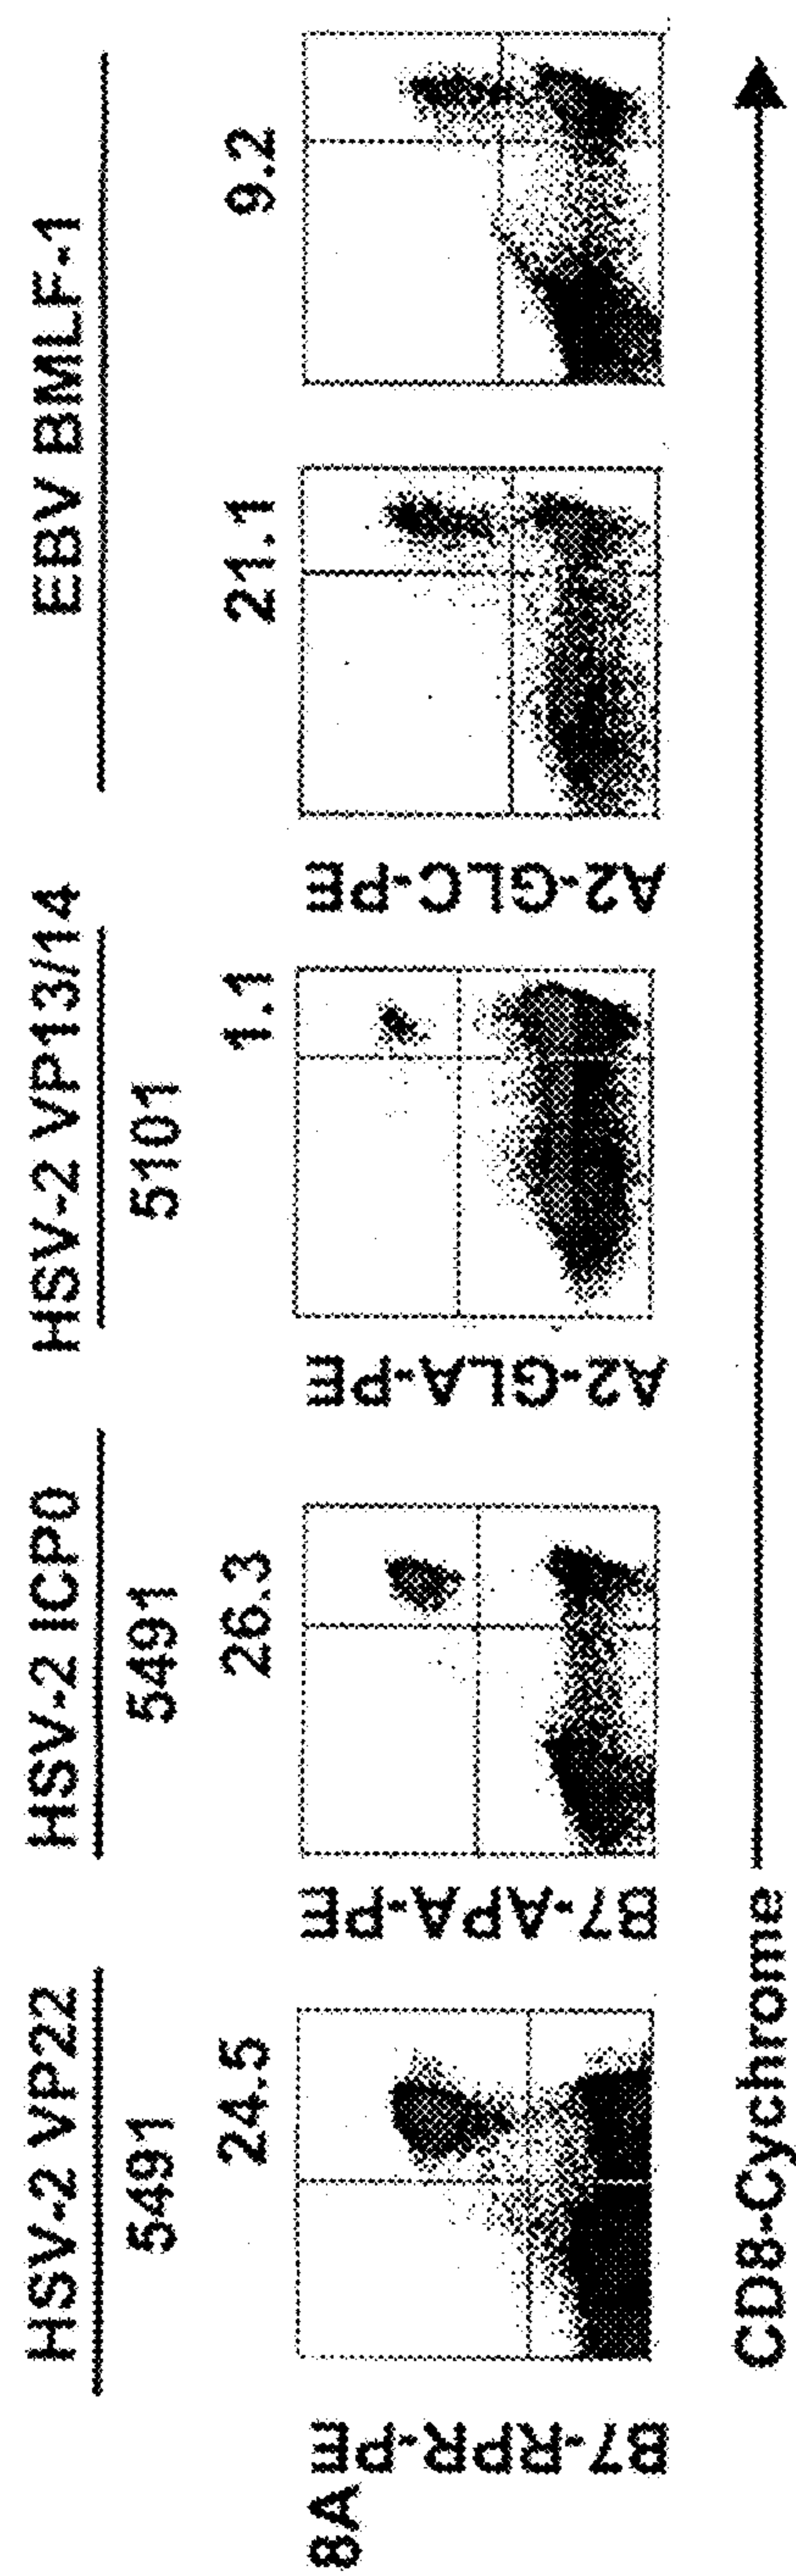 HSV-2 VP22 HSV-2 ICP0 HSV-2 VP13/14 EBV BMLF-1
5491 5491 5101
24.5 26.3 1.1 21.1 9.2
8A
B7-RPR-PE
B7-APA-PE
A2-GLA-PE
A2-GLC-PE
CD8-Cychrome